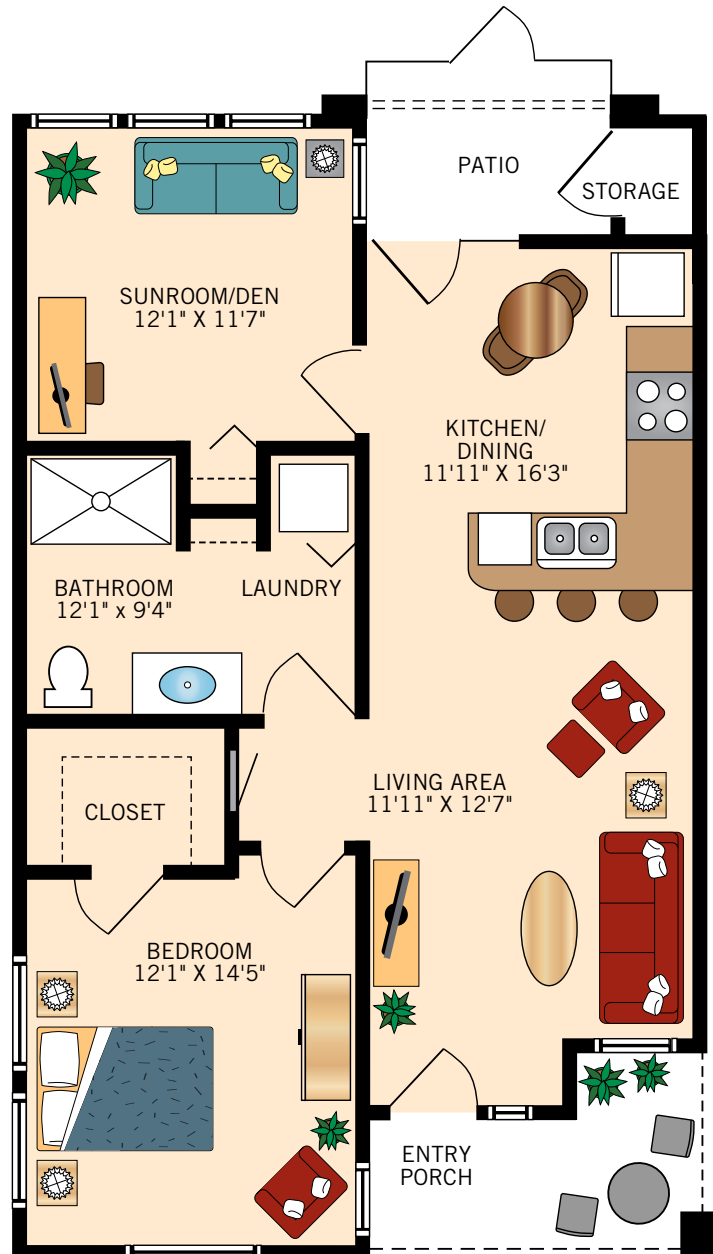 PATIO
STORAGE
SUNROOM/DEN
12'1" X 11'7"
KITCHEN/
DINING
11'11" X 16'3"
BATHROOM
12'1" x 9'4"
LAUNDRY
LIVING AREA
11'11" X 12'7"
CLOSET
BEDROOM
12'1" X 14'5"
ENTRY
PORCH